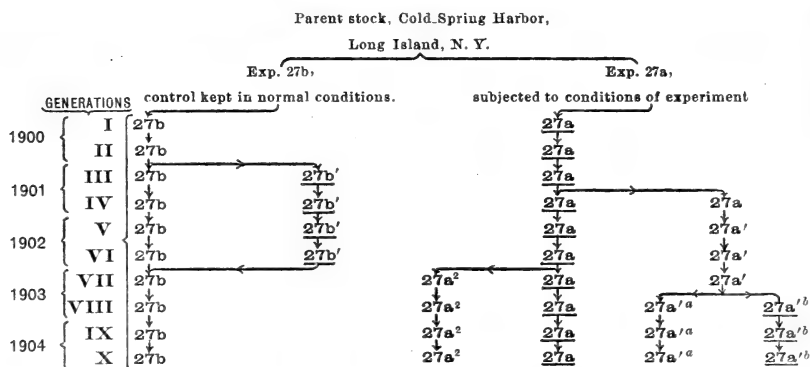 Parent stock, Cold Spring Harbor,
Long Island, N. Y.
Exp. 27b, Exp. 27a,
GENERATIONS control kept in normal conditions. subjected to conditions of experiment
1900 I 27b 27a
II 27b 27a
1901 III 27b 27b′ 27a
IV 27b 27b′ 27a 27a
1902 V 27b 27b′ 27a 27a′
VI 27b 27b′ 27a 27a′
1903 VII 27b 27a² 27a 27a′
VIII 27b 27a² 27a 27a′ᵃ 27a′ᵇ
1904 IX 27b 27a² 27a 27a′ᵃ 27a′ᵇ
X 27b 27a² 27a 27a′ᵃ 27a′ᵇ